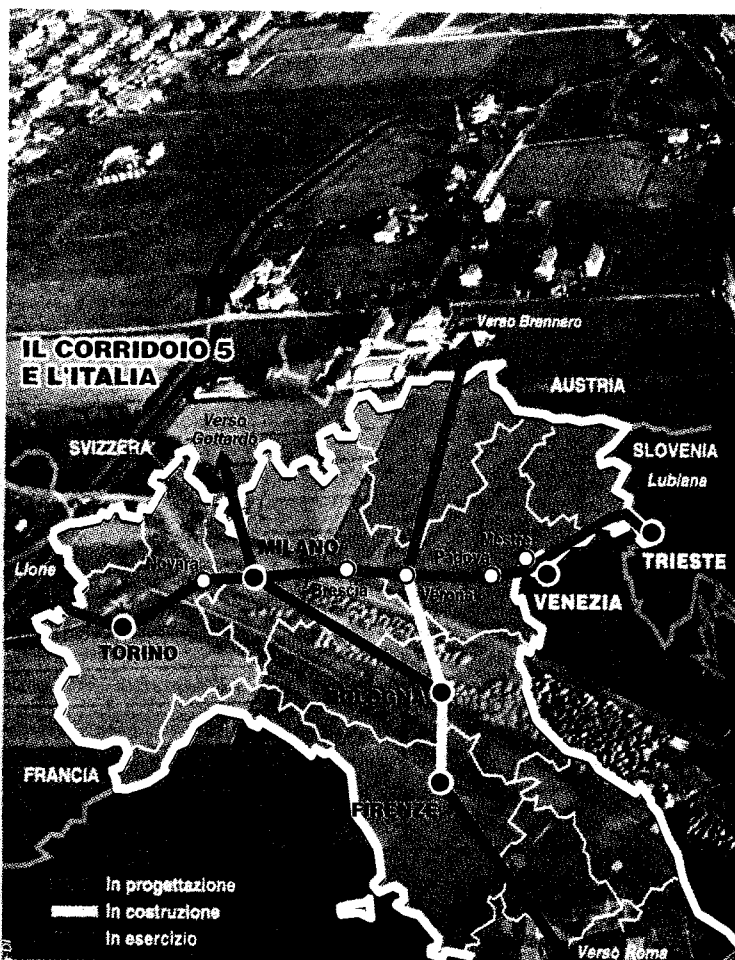 IL CORRIDOIO 5
E L'ITALIA
Verso Brennero
AUSTRIA
Verso
Gottardo
SVIZZERA
SLOVENIA
Lubiana
MILANO
Mestre
Padova
TRIESTE
Lione
Novara
Brescia
Verona
VENEZIA
TORINO
BOLOGNA
FRANCIA
FIRENZE
In progettazione
In costruzione
In esercizio
Verso Roma